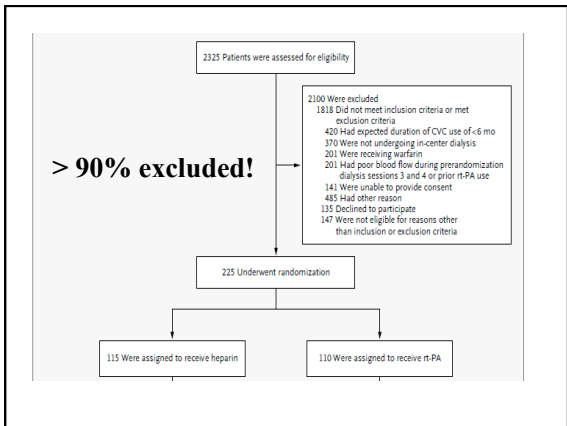 2325 Patients were assessed for eligibility
2100 Were excluded
1818 Did not meet inclusion criteria or met
exclusion criteria
420 Had expected duration of CVC use of <6 mo
370 Were not undergoing in-center dialysis
201 Were receiving warfarin
201 Had poor blood flow during prerandomization
dialysis sessions 3 and 4 or prior rt-PA use
141 Were unable to provide consent
485 Had other reason
135 Declined to participate
147 Were not eligible for reasons other
than inclusion or exclusion criteria
> 90% excluded!
225 Underwent randomization
115 Were assigned to receive heparin
110 Were assigned to receive rt-PA